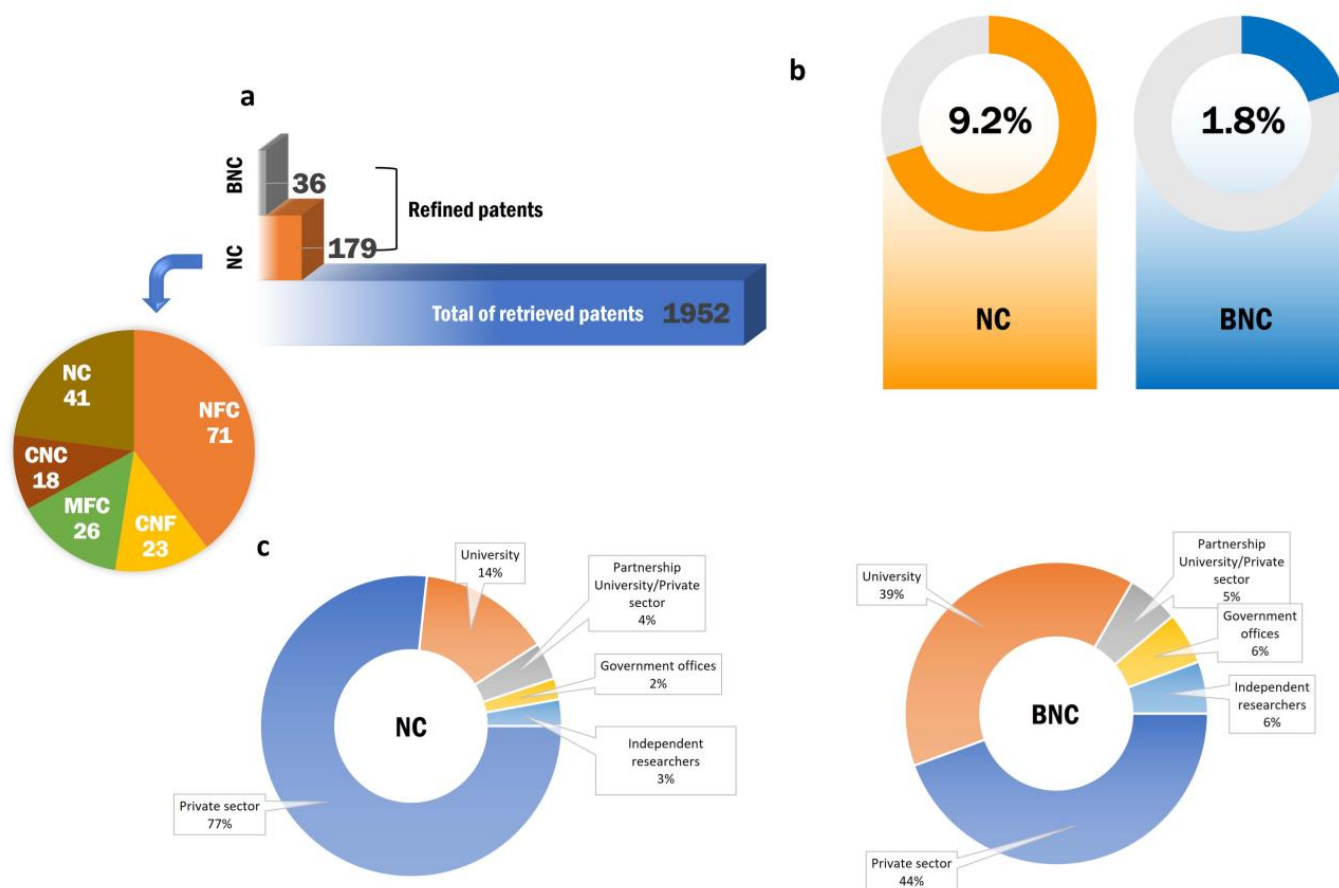 a
BNC
36
Refined patents
NC
179
Total of retrieved patents 1952
NC
41
NFC
71
CNC
18
MFC
26
CNF
23
b
9.2%
NC
1.8%
BNC
c
University
14%
Partnership
University/Private
sector
4%
Government offices
2%
Independent
researchers
3%
Private sector
77%
NC
University
39%
Partnership
University/Private
sector
5%
Government
offices
6%
Independent
researchers
6%
Private sector
44%
BNC